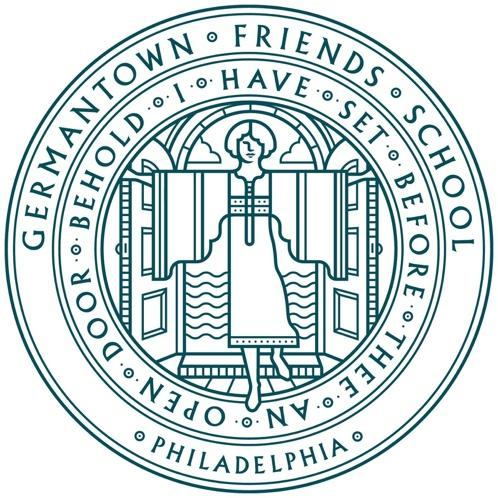 GERMANTOWN • FRIENDS • SCHOOL
BEHOLD • I • HAVE • SET • BEFORE • THEE • AN • OPEN • DOOR
• PHILADELPHIA •